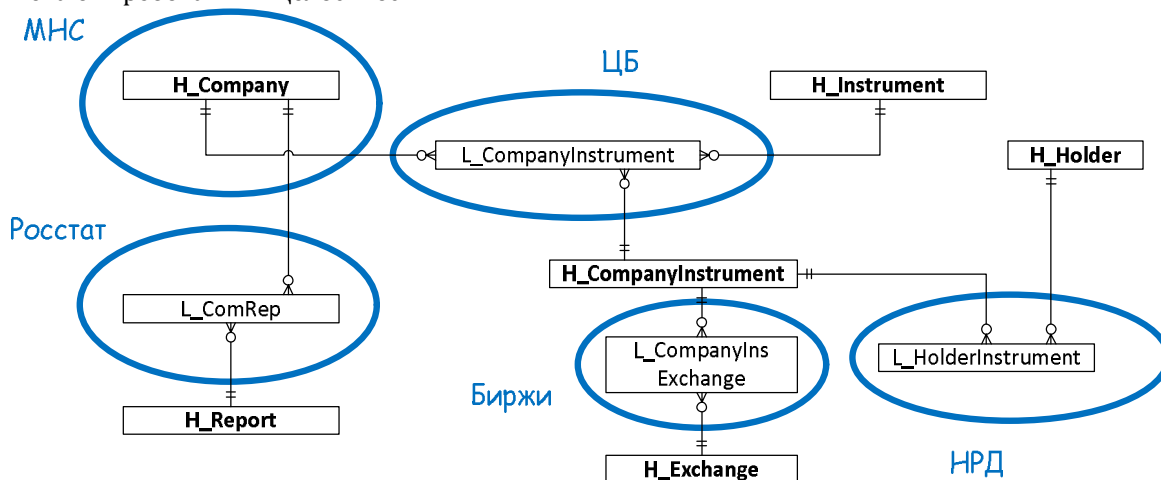 МНС
H_Company
ЦБ
H_Instrument
L_CompanyInstrument
H_Holder
Росстат
H_CompanyInstrument
L_ComRep
L_CompanyIns
Exchange
L_HolderInstrument
Биржи
H_Report
H_Exchange
НРД